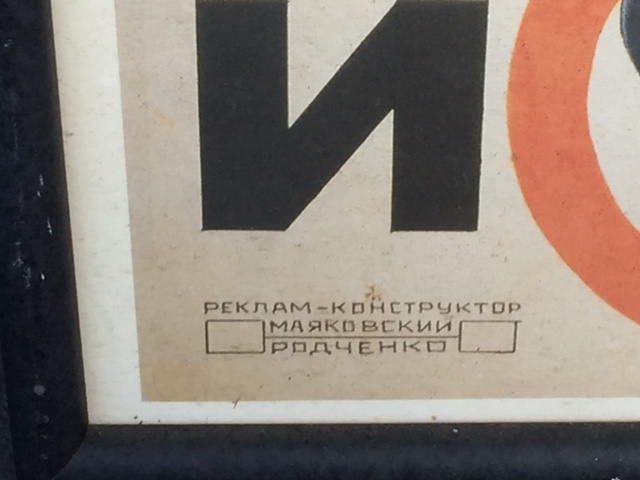 И
РЕКЛАМ-КОНСТРУКТОР
МАЯКОВСКИЙ
РОДЧЕНКО